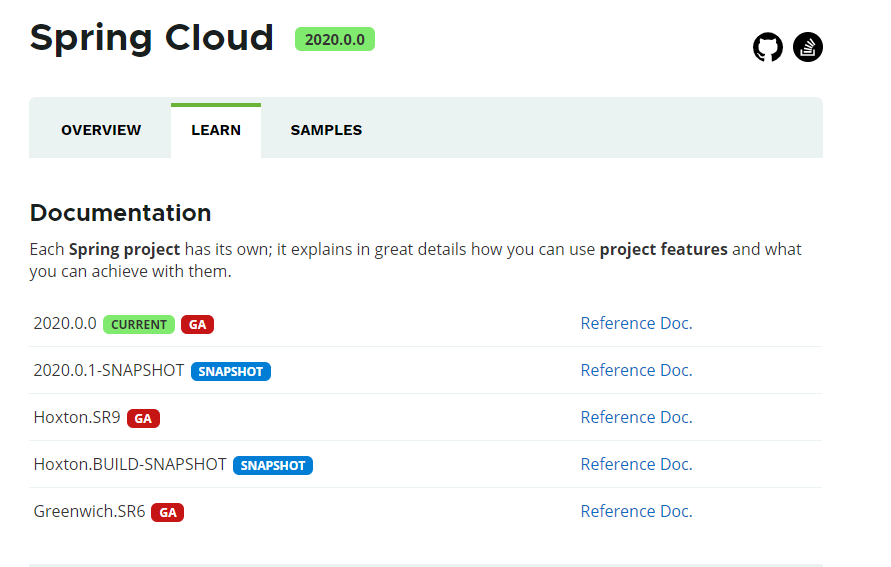 Spring Cloud 2020.0.0
OVERVIEW LEARN SAMPLES
Documentation
Each Spring project has its own; it explains in great details how you can use project features and what
you can achieve with them.
2020.0.0 CURRENT GA Reference Doc.
2020.0.1-SNAPSHOT SNAPSHOT Reference Doc.
Hoxton.SR9 GA Reference Doc.
Hoxton.BUILD-SNAPSHOT SNAPSHOT Reference Doc.
Greenwich.SR6 GA Reference Doc.